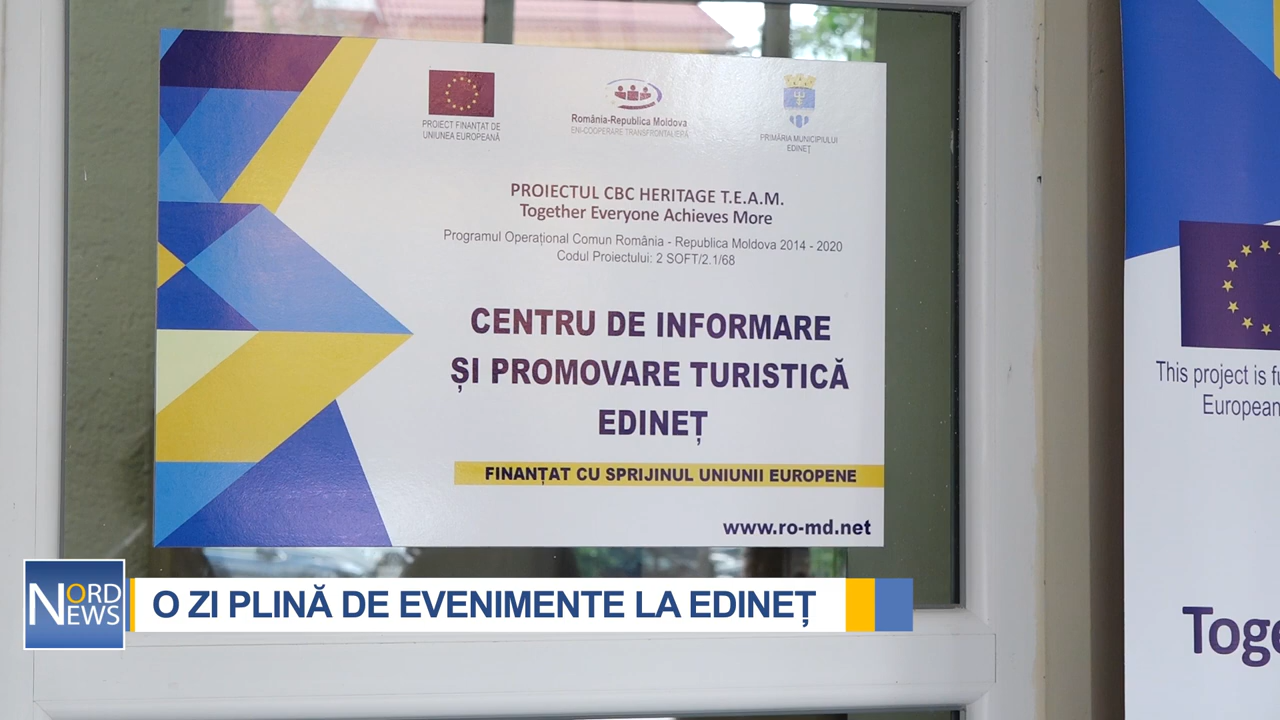 PROIECT FINANȚAT DE
UNIUNEA EUROPEANĂ
România-Republica Moldova
ENI-COOPERARE TRANSFRONTALIERĂ
PRIMĂRIA MUNICIPIULUI
EDINEȚ
PROIECTUL CBC HERITAGE T.E.A.M.
Together Everyone Achieves More
Programul Operațional Comun România - Republica Moldova 2014 - 2020
Codul Proiectului: 2 SOFT/2.1/68
CENTRU DE INFORMARE
ȘI PROMOVARE TURISTICĂ
EDINEȚ
FINANȚAT CU SPRIJINUL UNIUNII EUROPENE
www.ro-md.net
This project is fu
European
Toge
NORD
NEWS
O ZI PLINĂ DE EVENIMENTE LA EDINEȚ